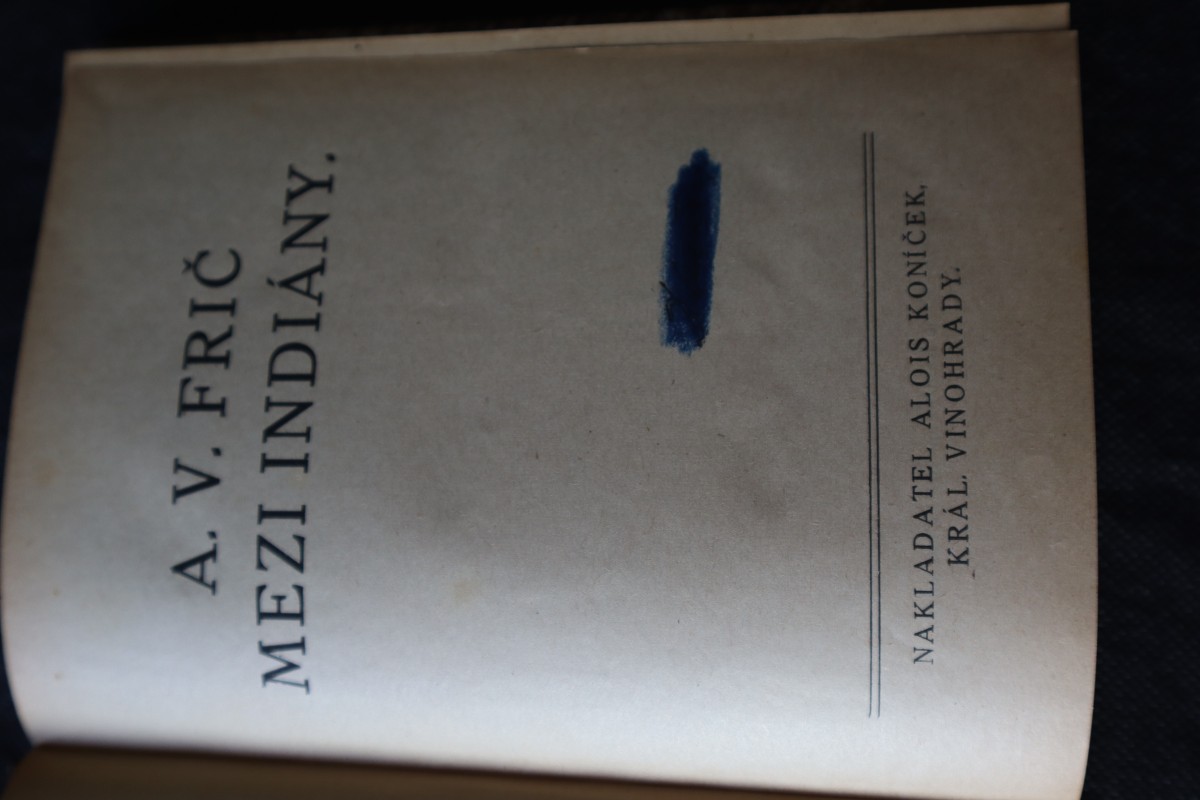 A. V. FRIČ
MEZI INDIÁNY.
NAKLADATEL ALOIS KONÍČEK,
KRÁL. VINOHRADY.